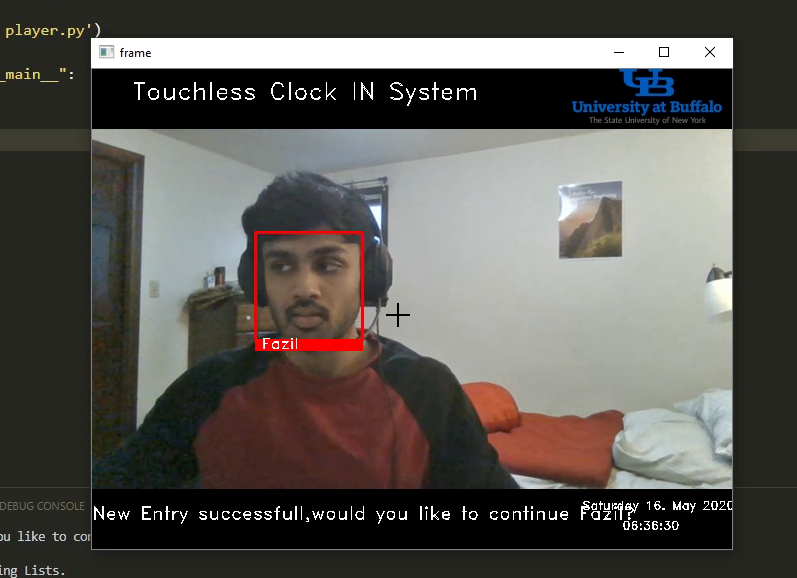 player.py')
_main__":
frame
Touchless Clock IN System
UB
University at Buffalo
The State University of New York
Fazil
New Entry successfull,would you like to continue Fazil?
Saturday 16. May 2020
06:36:30
DEBUG CONSOLE
ou like to con
ing Lists.